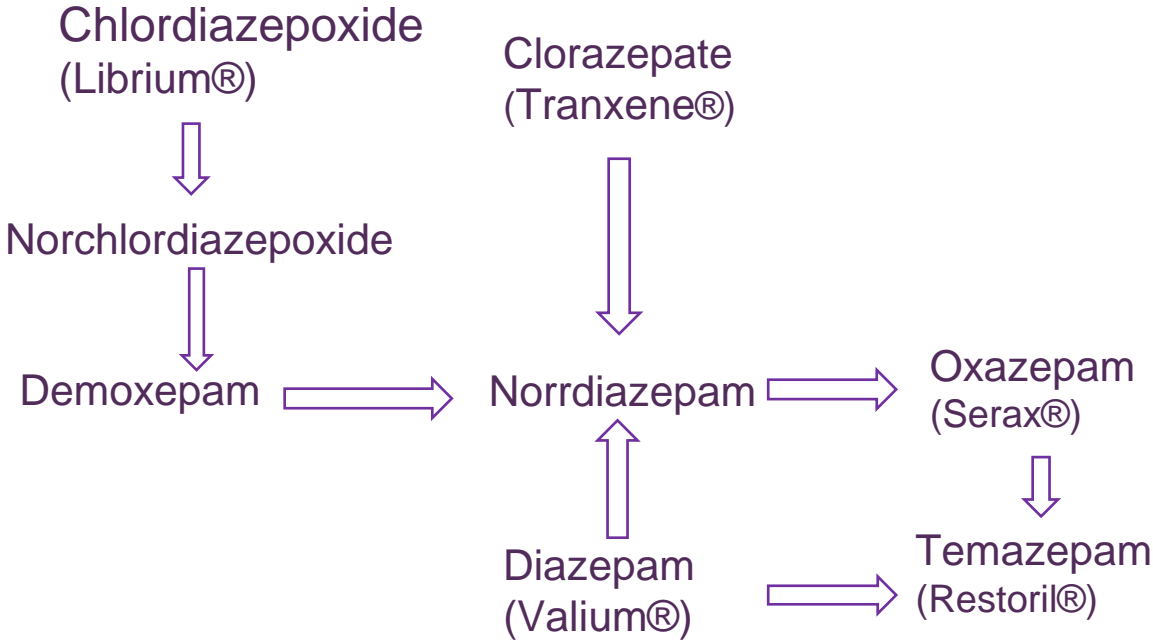 Chlordiazepoxide
(Librium®)
Clorazepate
(Tranxene®)
Norchlordiazepoxide
Demoxepam
Norrdiazepam
Oxazepam
(Serax®)
Diazepam
(Valium®)
Temazepam
(Restoril®)